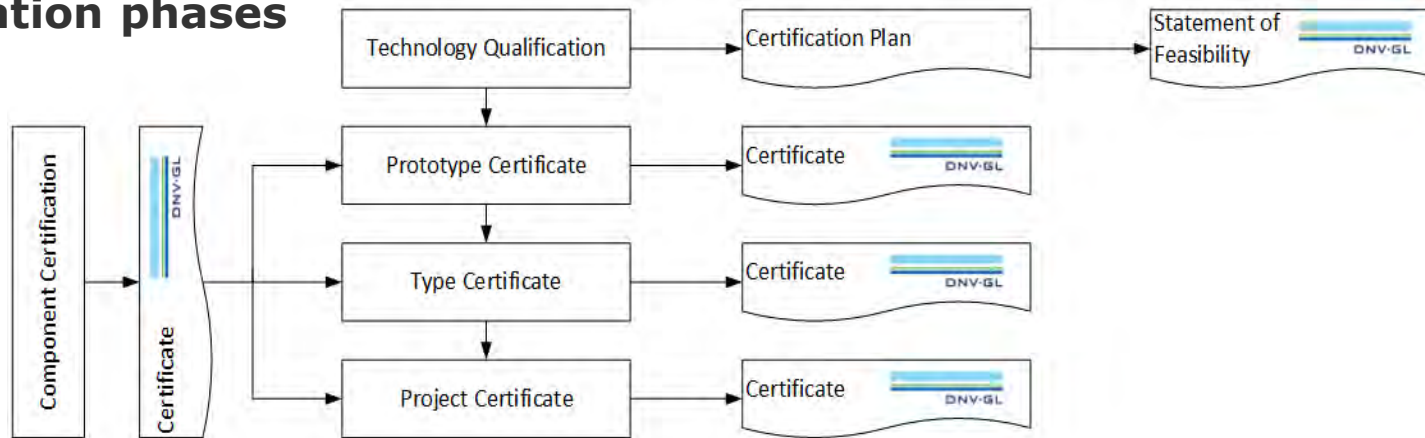 ation phases
Technology Qualification
Certification Plan
Statement of
Feasibility
DNV·GL
Component Certification
DNV·GL
Certificate
Prototype Certificate
Certificate
DNV·GL
Type Certificate
Certificate
DNV·GL
Project Certificate
Certificate
DNV·GL